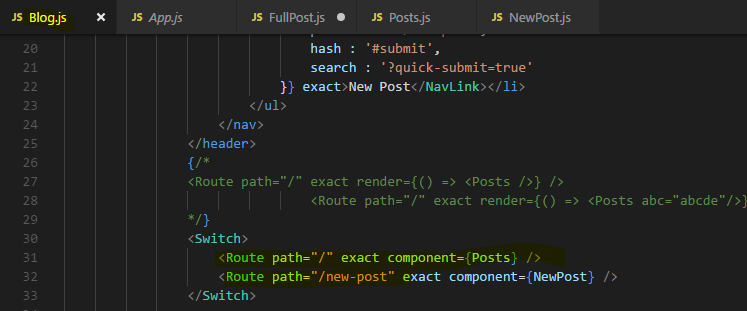 JS Blog.js × JS App.js JS FullPost.js JS Posts.js JS NewPost.js
20 hash : '#submit',
21 search : '?quick-submit=true'
22 }} exact>New Post</NavLink></li>
23 </ul>
24 </nav>
25 </header>
26 {/*
27 <Route path="/" exact render={() => <Posts />} />
28 <Route path="/" exact render={() => <Posts abc="abcde"/>}
29 */}
30 <Switch>
31 <Route path="/" exact component={Posts} />
32 <Route path="/new-post" exact component={NewPost} />
33 </Switch>